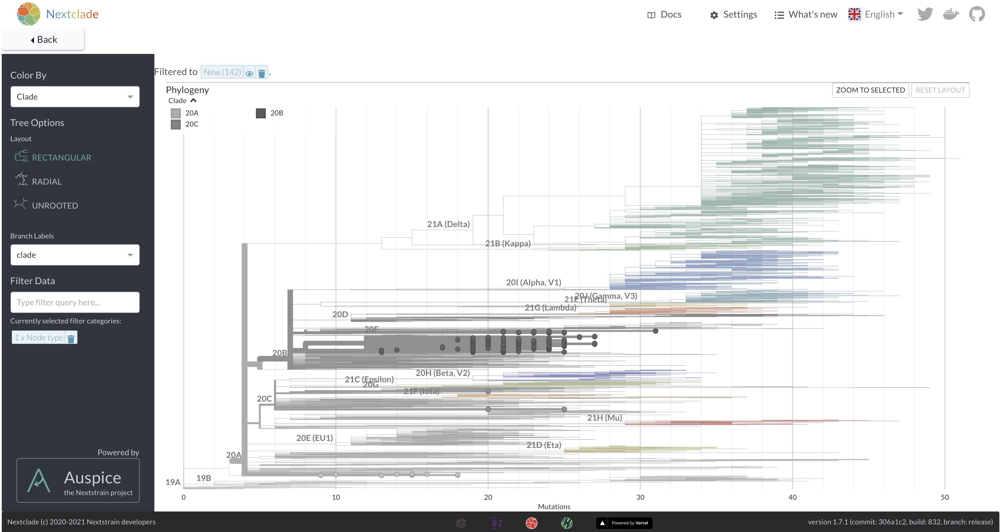 Nextclade
Docs
Settings
What's new
English
Back
Color By
Clade
Tree Options
Layout
RECTANGULAR
RADIAL
UNROOTED
Branch Labels
clade
Filter Data
Type filter query here...
Currently selected filter categories:
1 x Node type
Powered by
Auspice
the Nextstrain project
Filtered to New (142) .
Phylogeny
ZOOM TO SELECTED
RESET LAYOUT
Clade
20A
20B
20C
21A (Delta)
21B (Kappa)
20I (Alpha, V1)
20J (Gamma, V3)
21E (Theta)
21G (Lambda)
20D
20F
20B
20H (Beta, V2)
21C (Epsilon)
20G
21F (Iota)
20C
21H (Mu)
20E (EU1)
21D (Eta)
20A
19B
19A
0 10 20 30 40 50
Mutations
Nextclade (c) 2020-2021 Nextstrain developers
BZ
Powered by Vercel
version 1.7.1 (commit: 306a1c2, build: 832, branch: release)